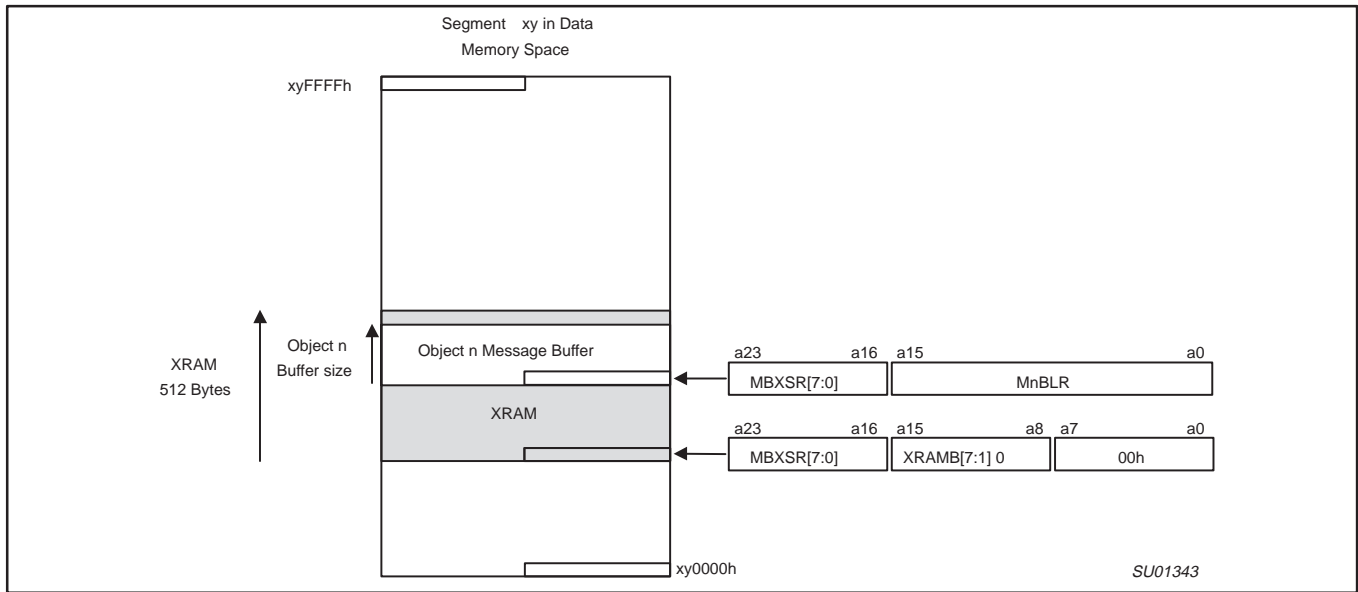 Segment xy in Data
Memory Space
xyFFFFh
XRAM
512 Bytes
Object n
Buffer size
Object n Message Buffer
a23 a16 a15 a0
MBXSR[7:0] MnBLR
XRAM
a23 a16 a15 a8 a7 a0
MBXSR[7:0] XRAMB[7:1] 0 00h
xy0000h
SU01343